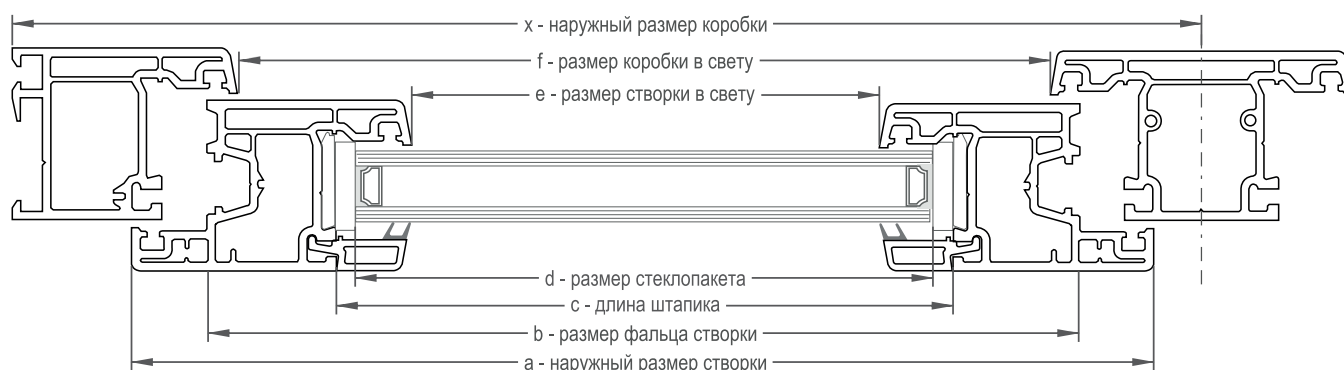 x - наружный размер коробки
f - размер коробки в свету
e - размер створки в свету
d - размер стеклопакета
c - длина штапика
b - размер фальца створки
a - наружный размер створки